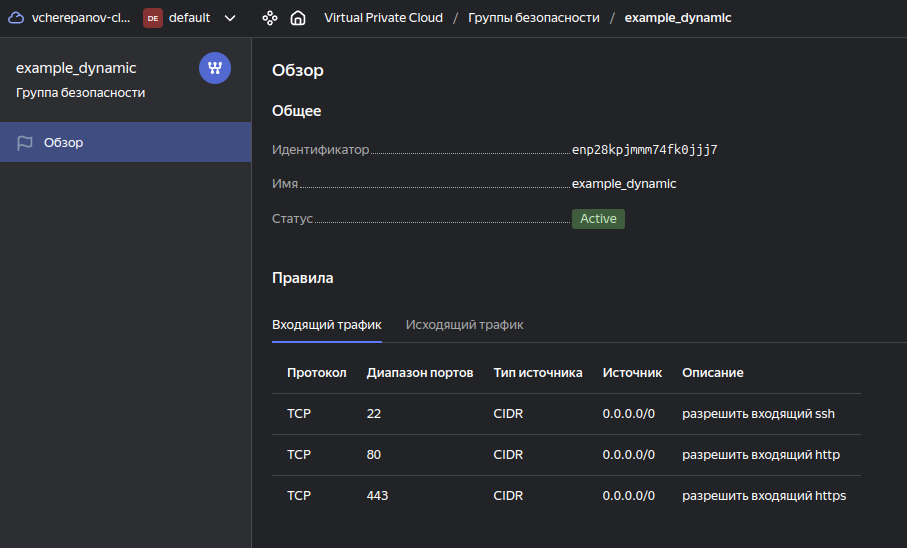 vcherepanov-cl... DE default Virtual Private Cloud / Группы безопасности / example_dynamic
example_dynamic
Группа безопасности
Обзор
Обзор
Общее
Идентификатор enp28kpjmmm74fk0jjj7
Имя example_dynamic
Статус Active
Правила
Входящий трафик Исходящий трафик
Протокол Диапазон портов Тип источника Источник Описание
TCP 22 CIDR 0.0.0.0/0 разрешить входящий ssh
TCP 80 CIDR 0.0.0.0/0 разрешить входящий http
TCP 443 CIDR 0.0.0.0/0 разрешить входящий https